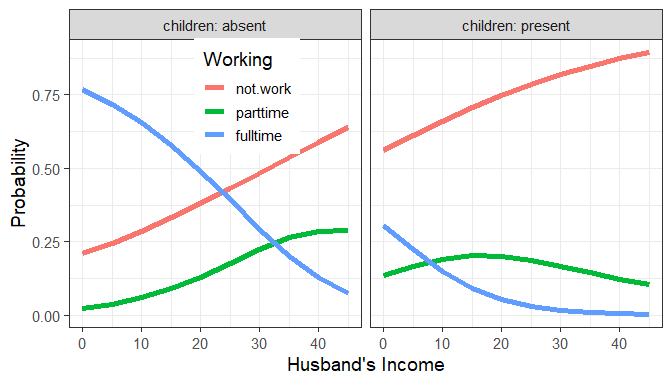 children: absent
children: present
Working
not.work
parttime
fulltime
Probability
0.75
0.50
0.25
0.00
0 10 20 30 40
0 10 20 30 40
Husband's Income